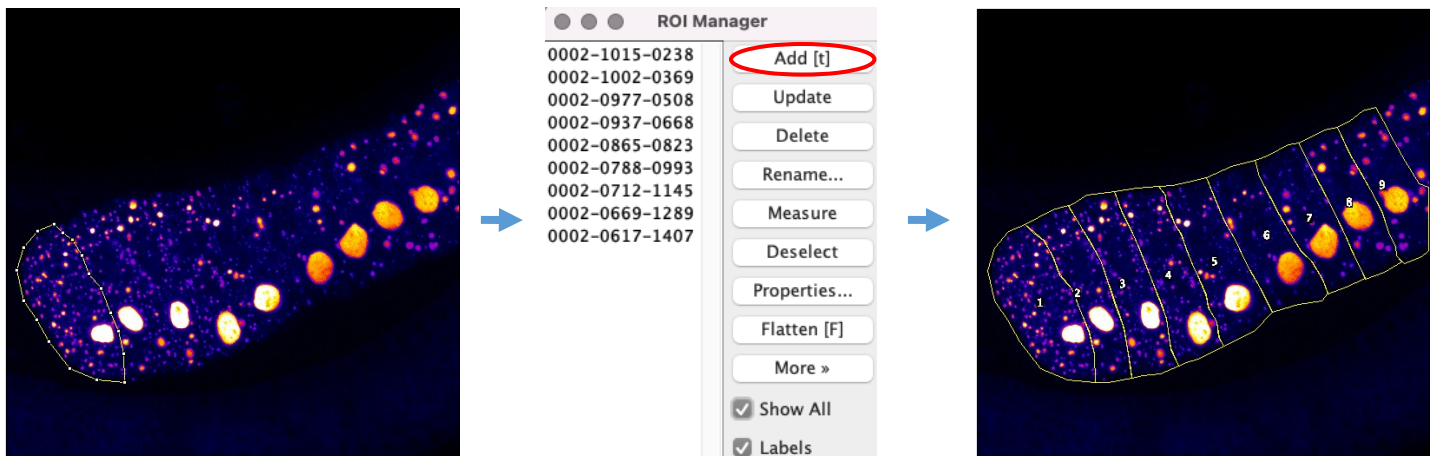 ROI Manager
0002-1015-0238
0002-1002-0369
0002-0977-0508
0002-0937-0668
0002-0865-0823
0002-0788-0993
0002-0712-1145
0002-0669-1289
0002-0617-1407
Add [t]
Update
Delete
Rename...
Measure
Deselect
Properties...
Flatten [F]
More »
Show All
Labels
1
2
3
4
5
6
7
8
9